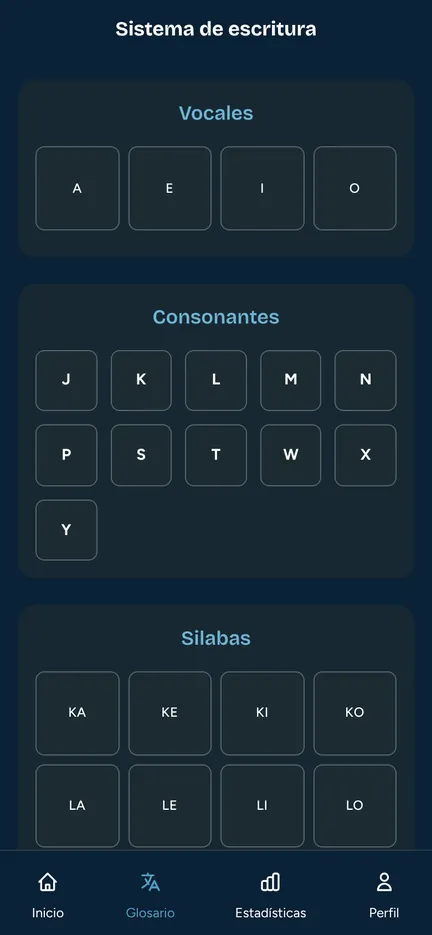 Sistema de escritura
Vocales
A E I O
Consonantes
J K L M N
P S T W X
Y
Silabas
KA KE KI KO
LA LE LI LO
Inicio Glosario Estadísticas Perfil